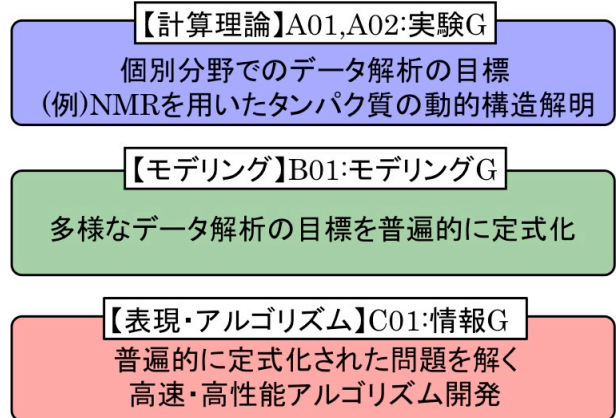 【計算理論】A01,A02:実験G
個別分野でのデータ解析の目標
(例)NMRを用いたタンパク質の動的構造解明
【モデリング】B01:モデリングG
多様なデータ解析の目標を普遍的に定式化
【表現・アルゴリズム】C01:情報G
普遍的に定式化された問題を解く
高速・高性能アルゴリズム開発